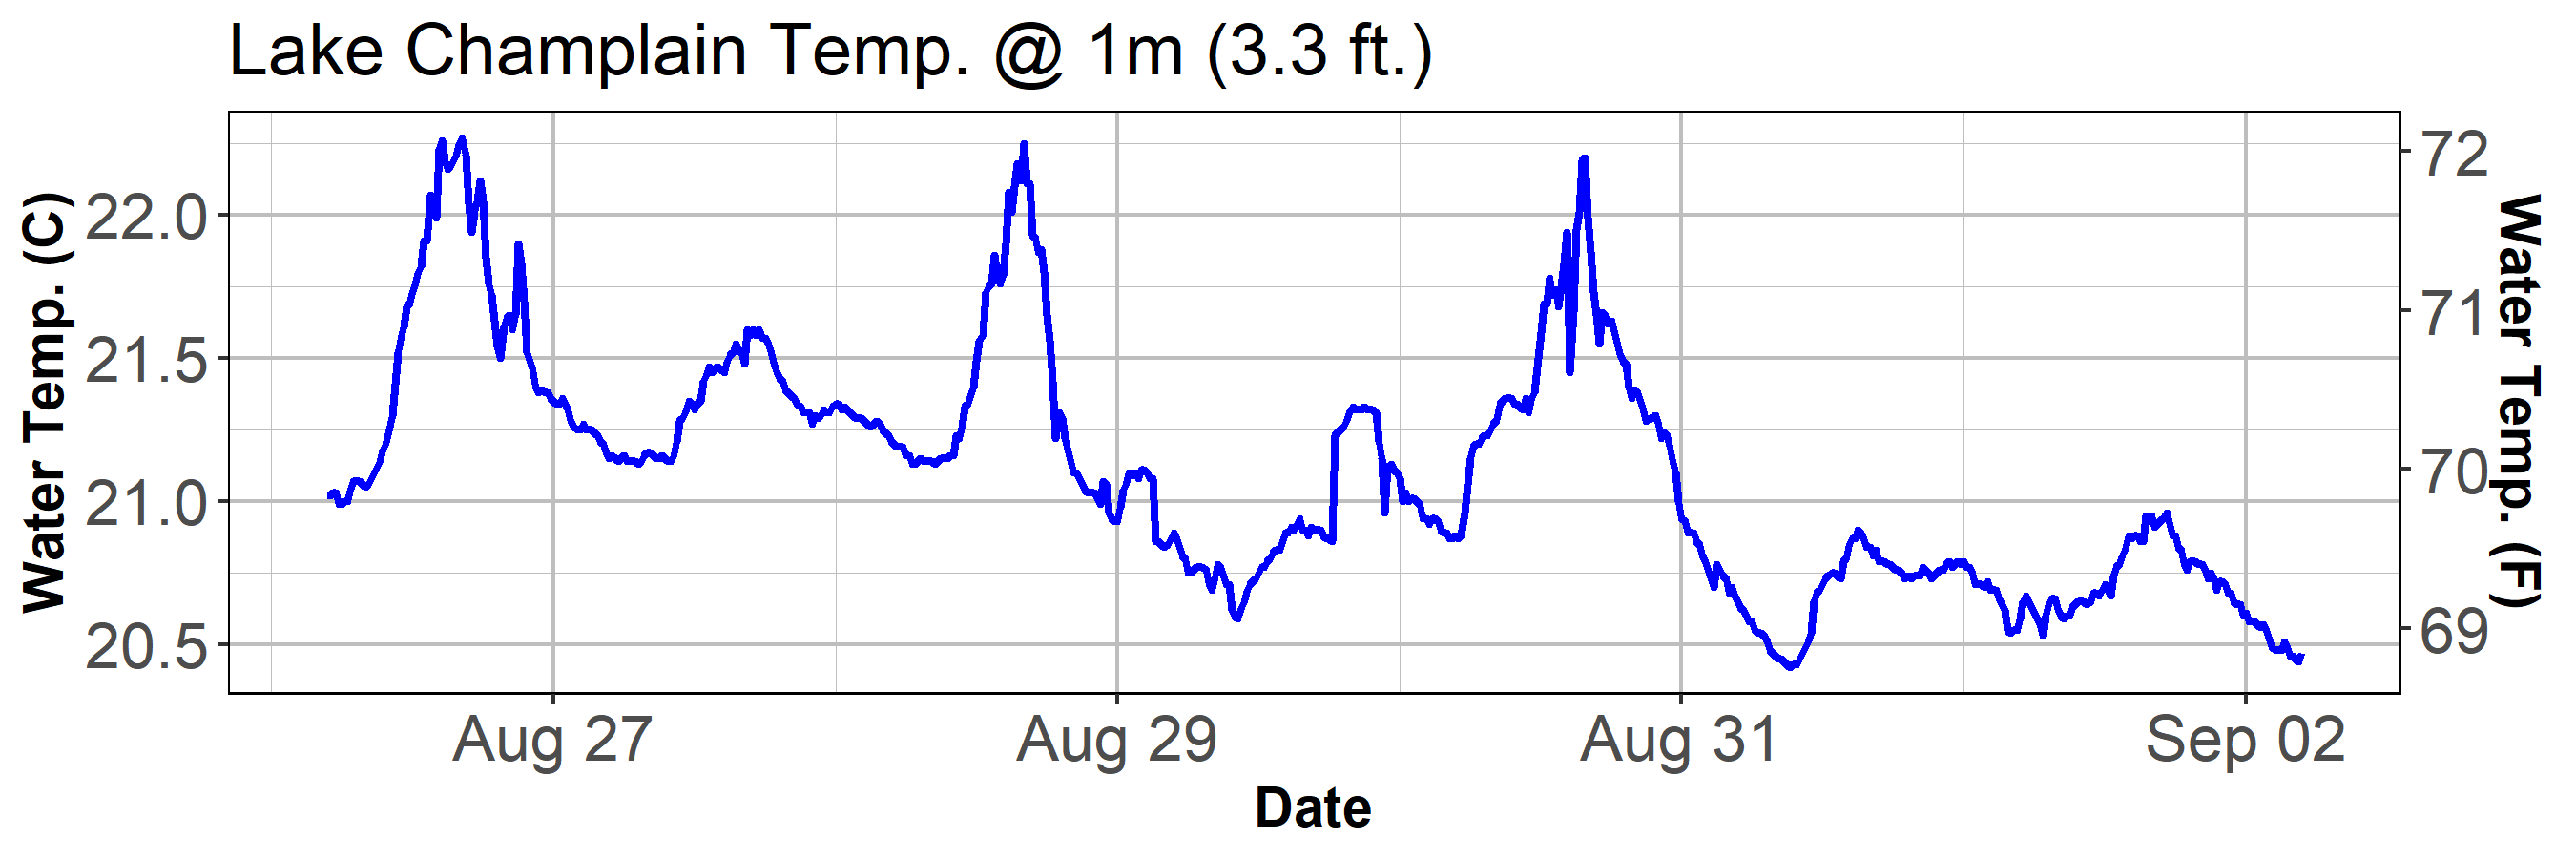 Lake Champlain Temp. @ 1m (3.3 ft.)
Water Temp. (C)
22.0
21.5
21.0
20.5
72
71
70
69
Water Temp. (F)
Aug 27
Aug 29
Aug 31
Sep 02
Date